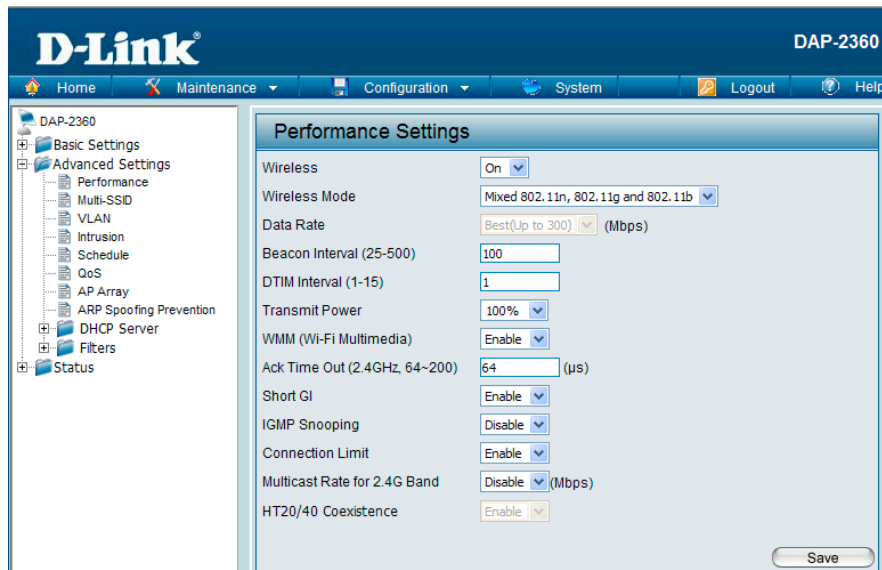 D-Link®
DAP-2360
Home Maintenance Configuration System Logout Help
DAP-2360
Basic Settings
Advanced Settings
Performance
Multi-SSID
VLAN
Intrusion
Schedule
QoS
AP Array
ARP Spoofing Prevention
DHCP Server
Filters
Status
Performance Settings
Wireless On
Wireless Mode Mixed 802.11n, 802.11g and 802.11b
Data Rate Best(Up to 300) (Mbps)
Beacon Interval (25-500) 100
DTIM Interval (1-15) 1
Transmit Power 100%
WMM (Wi-Fi Multimedia) Enable
Ack Time Out (2.4GHz, 64~200) 64 (µs)
Short GI Enable
IGMP Snooping Disable
Connection Limit Enable
Multicast Rate for 2.4G Band Disable (Mbps)
HT20/40 Coexistence Enable
Save